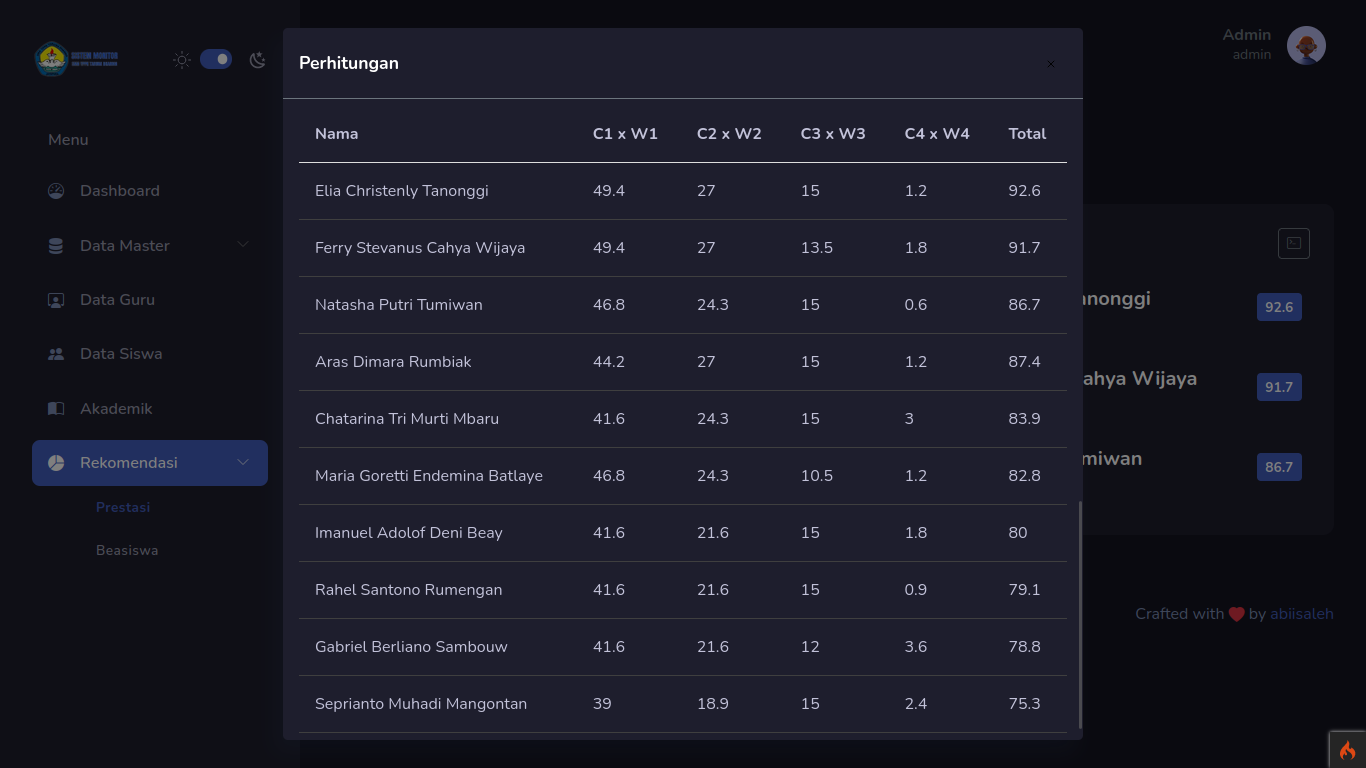 Menu
Dashboard
Data Master
Data Guru
Data Siswa
Akademik
Rekomendasi
Prestasi
Beasiswa
Perhitungan
×
Nama C1 x W1 C2 x W2 C3 x W3 C4 x W4 Total
Elia Christenly Tanonggi 49.4 27 15 1.2 92.6
Ferry Stevanus Cahya Wijaya 49.4 27 13.5 1.8 91.7
Natasha Putri Tumiwan 46.8 24.3 15 0.6 86.7
Aras Dimara Rumbiak 44.2 27 15 1.2 87.4
Chatarina Tri Murti Mbaru 41.6 24.3 15 3 83.9
Maria Goretti Endemina Batlaye 46.8 24.3 10.5 1.2 82.8
Imanuel Adolof Deni Beay 41.6 21.6 15 1.8 80
Rahel Santono Rumengan 41.6 21.6 15 0.9 79.1
Gabriel Berliano Sambouw 41.6 21.6 12 3.6 78.8
Seprianto Muhadi Mangontan 39 18.9 15 2.4 75.3
Admin
admin
nonggi 92.6
ahya Wijaya 91.7
miwan 86.7
Crafted with ❤ by abiisaleh